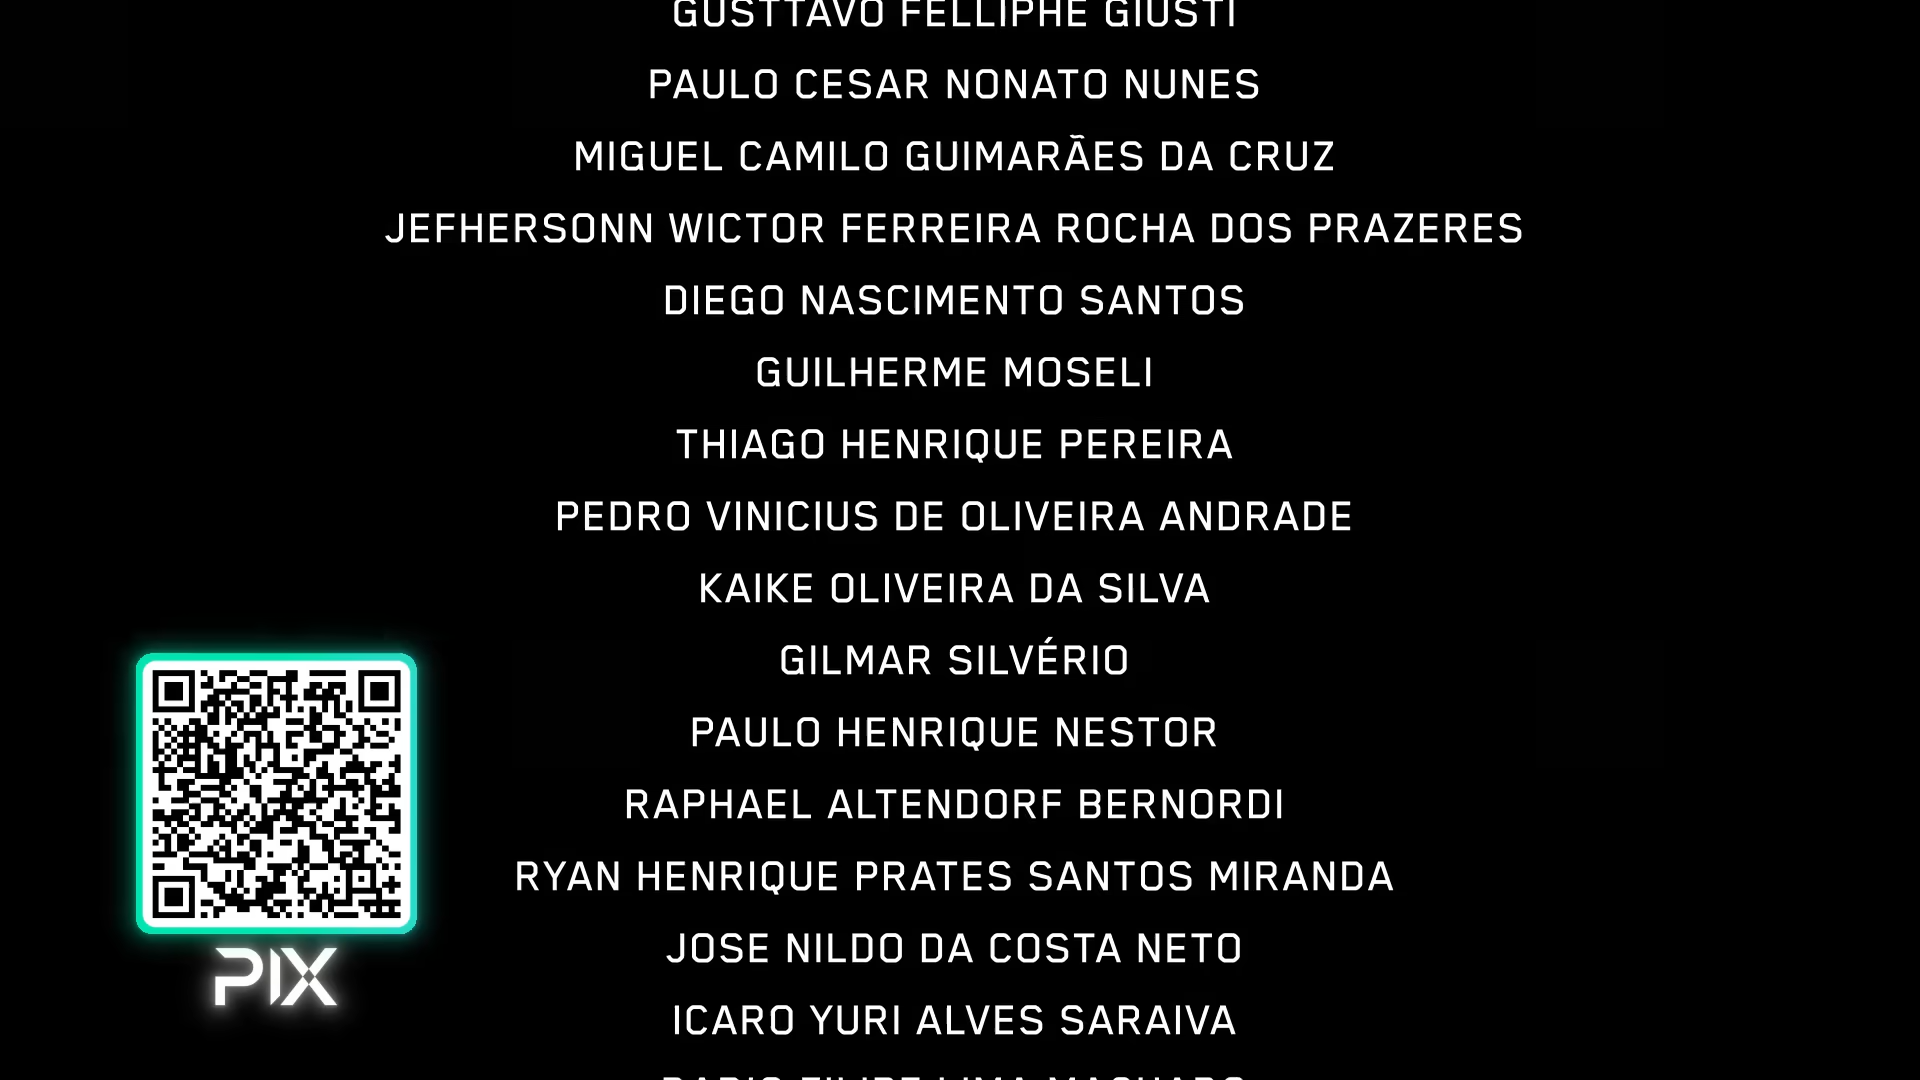 GUSTTAVO FELLIPHE GIUSTI
PAULO CESAR NONATO NUNES
MIGUEL CAMILO GUIMARÃES DA CRUZ
JEFHERSONN WICTOR FERREIRA ROCHA DOS PRAZERES
DIEGO NASCIMENTO SANTOS
GUILHERME MOSELI
THIAGO HENRIQUE PEREIRA
PEDRO VINICIUS DE OLIVEIRA ANDRADE
KAIKE OLIVEIRA DA SILVA
GILMAR SILVÉRIO
PAULO HENRIQUE NESTOR
RAPHAEL ALTENDORF BERNORDI
RYAN HENRIQUE PRATES SANTOS MIRANDA
JOSE NILDO DA COSTA NETO
ICARO YURI ALVES SARAIVA
PIX